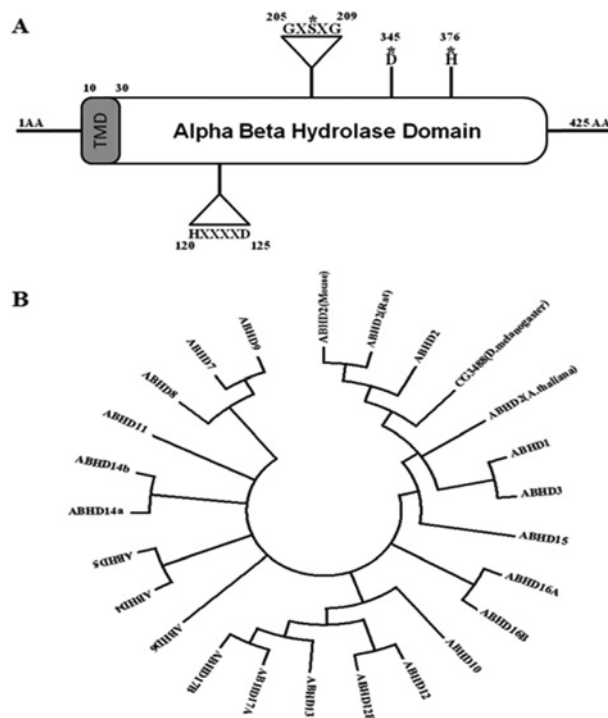 A
205 209
GXSXG
*
345
*
D
376
*
H
10 30
1AA
TMD
Alpha Beta Hydrolase Domain
425 AA
HXXXXD
120 125
B
ABHD2(Mouse)
ABHD2(Rat)
ABHD2
CG3488(D.melanogaster)
ABHD2(A.thaliana)
ABHD1
ABHD3
ABHD15
ABHD16A
ABHD16B
ABHD10
ABHD12
ABHD12B
ABHD13
ABHD17A
ABHD17B
ABHD6
ABHD4
ABHD5
ABHD14a
ABHD14b
ABHD11
ABHD8
ABHD7
ABHD9